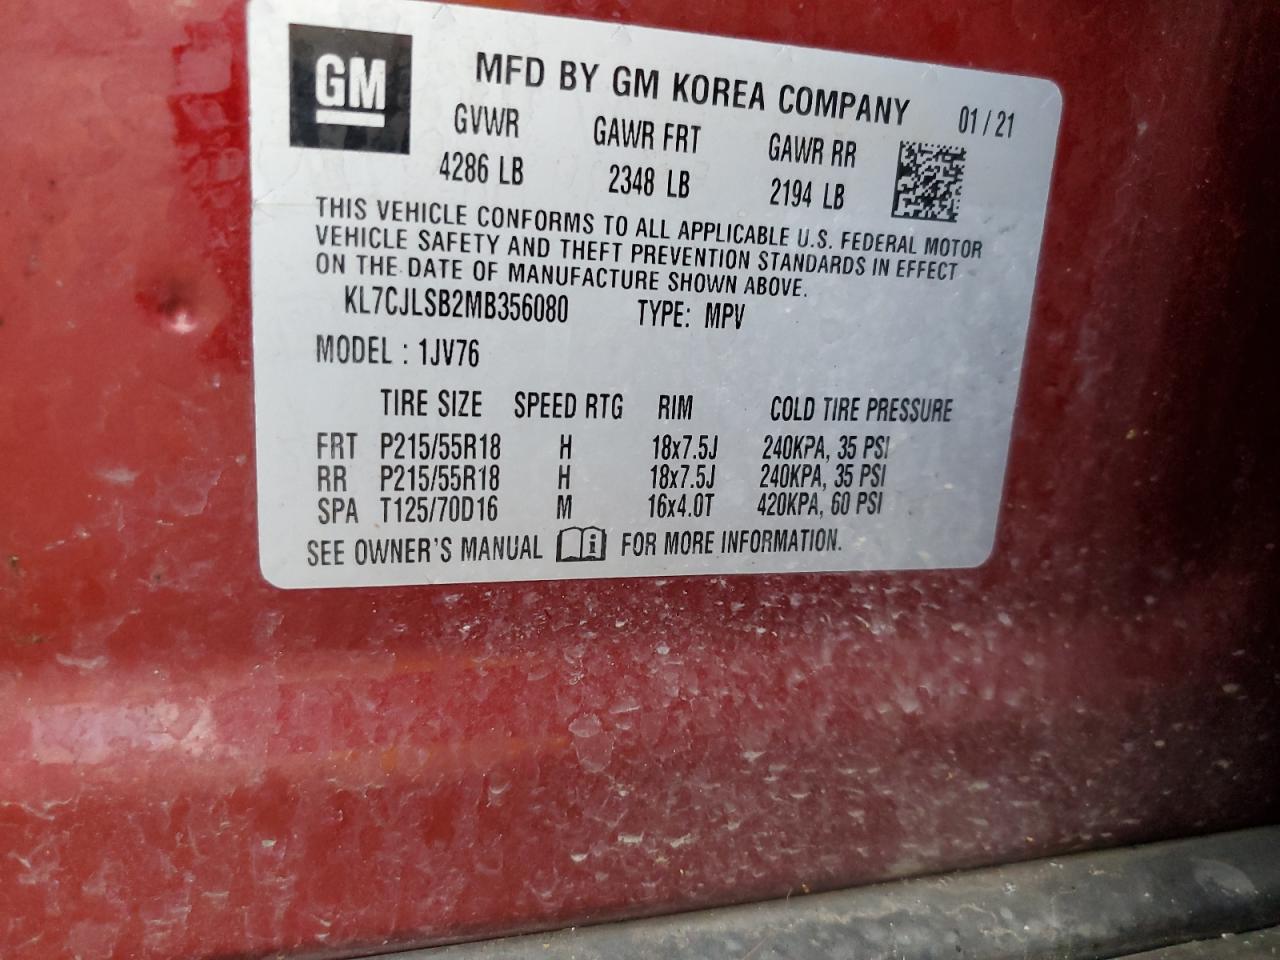 GM
MFD BY GM KOREA COMPANY 01/21
GVWR GAWR FRT GAWR RR
4286 LB 2348 LB 2194 LB
THIS VEHICLE CONFORMS TO ALL APPLICABLE U.S. FEDERAL MOTOR
VEHICLE SAFETY AND THEFT PREVENTION STANDARDS IN EFFECT
ON THE DATE OF MANUFACTURE SHOWN ABOVE.
KL7CJLSB2MB356080 TYPE: MPV
MODEL : 1JV76
TIRE SIZE SPEED RTG RIM COLD TIRE PRESSURE
FRT P215/55R18 H 18x7.5J 240KPA, 35 PSI
RR P215/55R18 H 18x7.5J 240KPA, 35 PSI
SPA T125/70D16 M 16x4.0T 420KPA, 60 PSI
SEE OWNER'S MANUAL i FOR MORE INFORMATION.